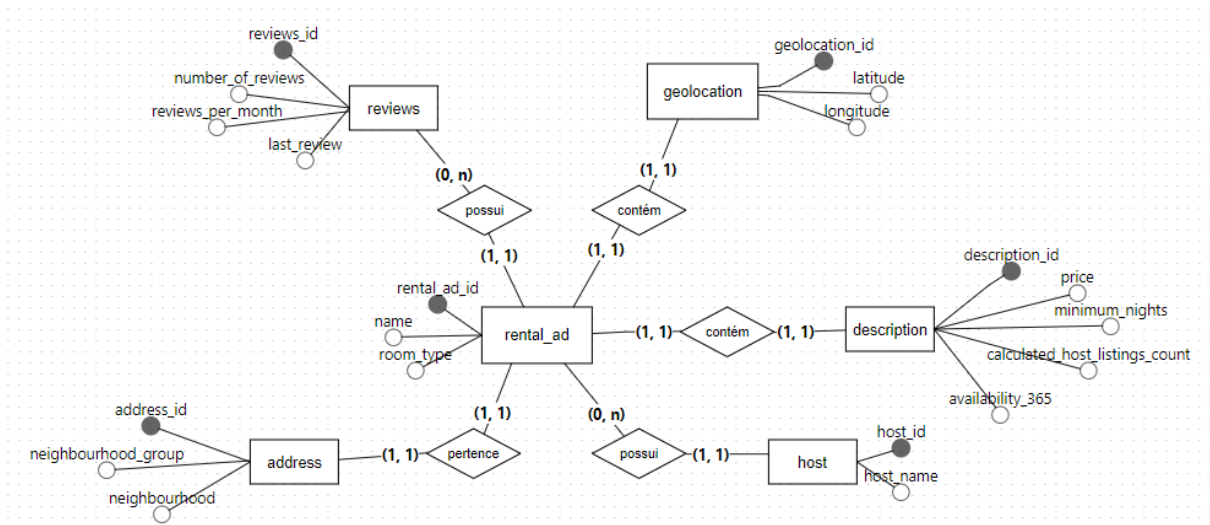 reviews_id
number_of_reviews
reviews_per_month
last_review
reviews
geolocation_id
latitude
longitude
geolocation
(0, n)
possui
(1, 1)
(1, 1)
contém
(1, 1)
rental_ad_id
name
room_type
rental_ad
(1, 1)
contém
(1, 1)
description
description_id
price
minimum_nights
calculated_host_listings_count
availability_365
address_id
neighbourhood_group
neighbourhood
address
(1, 1)
pertence
(1, 1)
(0, n)
possui
(1, 1)
host
host_id
host_name